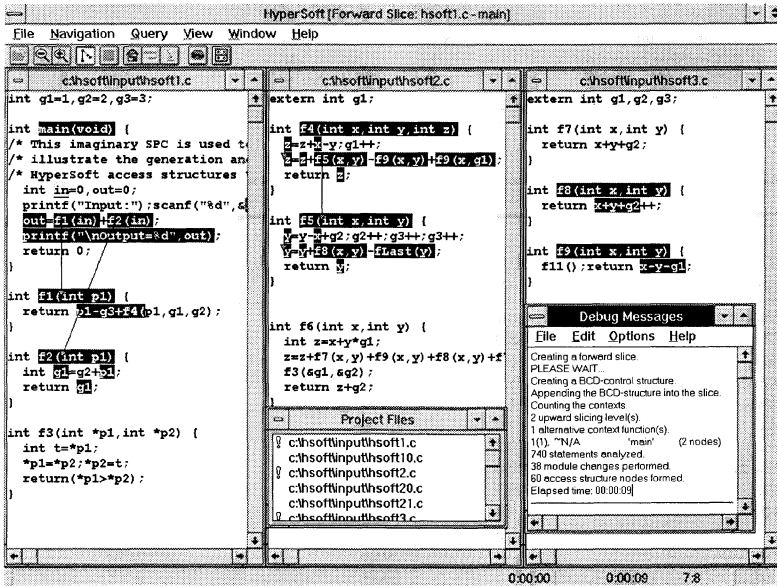 HyperSoft [Forward Slice: hsoft1.c - main]
File Navigation Query View Window Help
c:\hsoft\input\hsoft1.c
int g1=1,g2=2,g3=3;
int main(void) {
/* This imaginary SPC is used to
/* illustrate the generation an
/* HyperSoft access structures
int in=0,out=0;
printf("Input:");scanf("%d",&
out=f1(in)+f2(in);
printf("\nOutput=%d",out);
return 0;
}
int f1(int p1) {
return p1-g3+f4(p1,g1,g2);
}
int f2(int p1) {
int g1=g2+p1;
return g1;
}
int f3(int *p1,int *p2) {
int t=*p1;
*p1=*p2;*p2=t;
return(*p1>*p2);
}
c:\hsoft\input\hsoft2.c
extern int g1;
int f4(int x,int y,int z) {
z=z+x-y;g1++;
z=z+f5(x,y)-f9(x,y)+f9(x,g1);
return z;
}
int f5(int x,int y) {
y=y-x+g2;g2++;g3++;g3++;
y=y+f8(x,y)-fLast(y);
return y;
}
int f6(int x,int y) {
int z=x+y*g1;
z=z+f7(x,y)+f9(x,y)+f8(x,y)+f
f3(&g1,&g2);
return z+g2;
}
Project Files
c:\hsoft\input\hsoft1.c
c:\hsoft\input\hsoft10.c
c:\hsoft\input\hsoft2.c
c:\hsoft\input\hsoft20.c
c:\hsoft\input\hsoft21.c
c:\hsoft\input\hsoft3.c
c:\hsoft\input\hsoft3.c
extern int g1,g2,g3;
int f7(int x,int y) {
return x+y+g2;
}
int f8(int x,int y) {
return x+y+g2++;
}
int f9(int x,int y) {
f11();return x-y-g1;
}
Debug Messages
File Edit Options Help
Creating a forward slice.
PLEASE WAIT...
Creating a BCD-control structure.
Appending the BCD-structure into the slice.
Counting the contexts.
2 upward slicing level(s).
1 alternative context function(s).
1(1), ~N/A 'main' (2 nodes)
740 statements analyzed.
38 module changes performed.
60 access structure nodes formed.
Elapsed time: 00:00:09
0:00:00 0:00:09 7:8